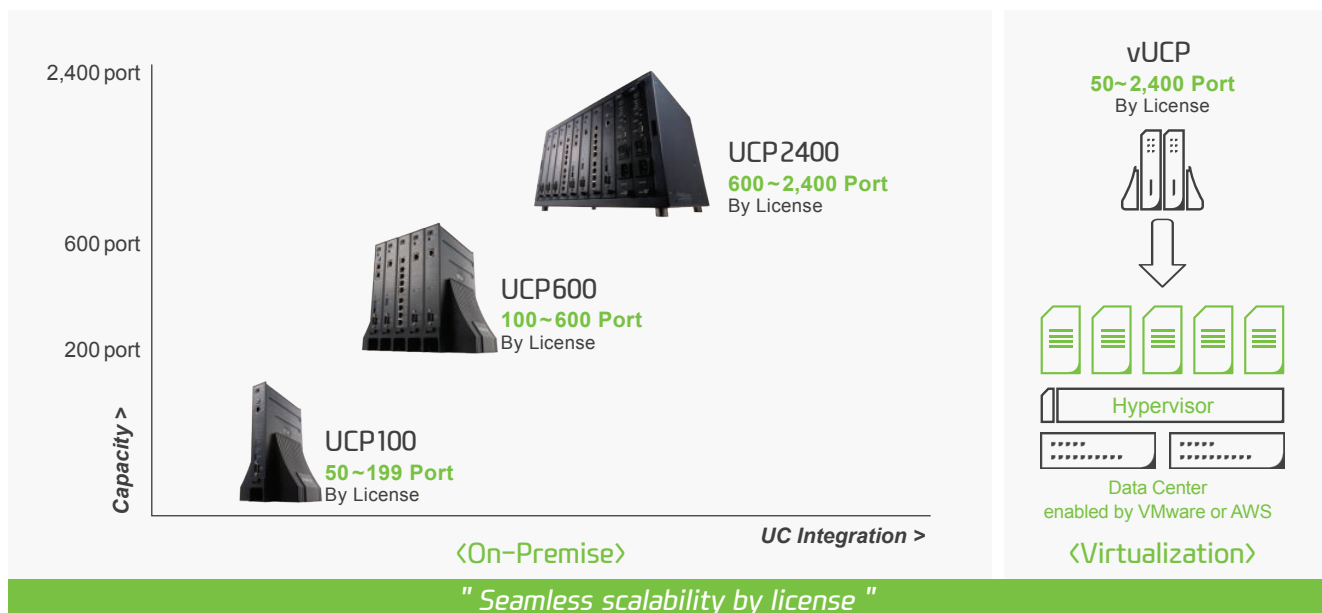 2,400 port
600 port
200 port
Capacity >
UCP2400
600~2,400 Port
By License
UCP600
100~600 Port
By License
UCP100
50~199 Port
By License
UC Integration >
<On-Premise>
vUCP
50~2,400 Port
By License
Hypervisor
Data Center
enabled by VMware or AWS
<Virtualization>
" Seamless scalability by license "